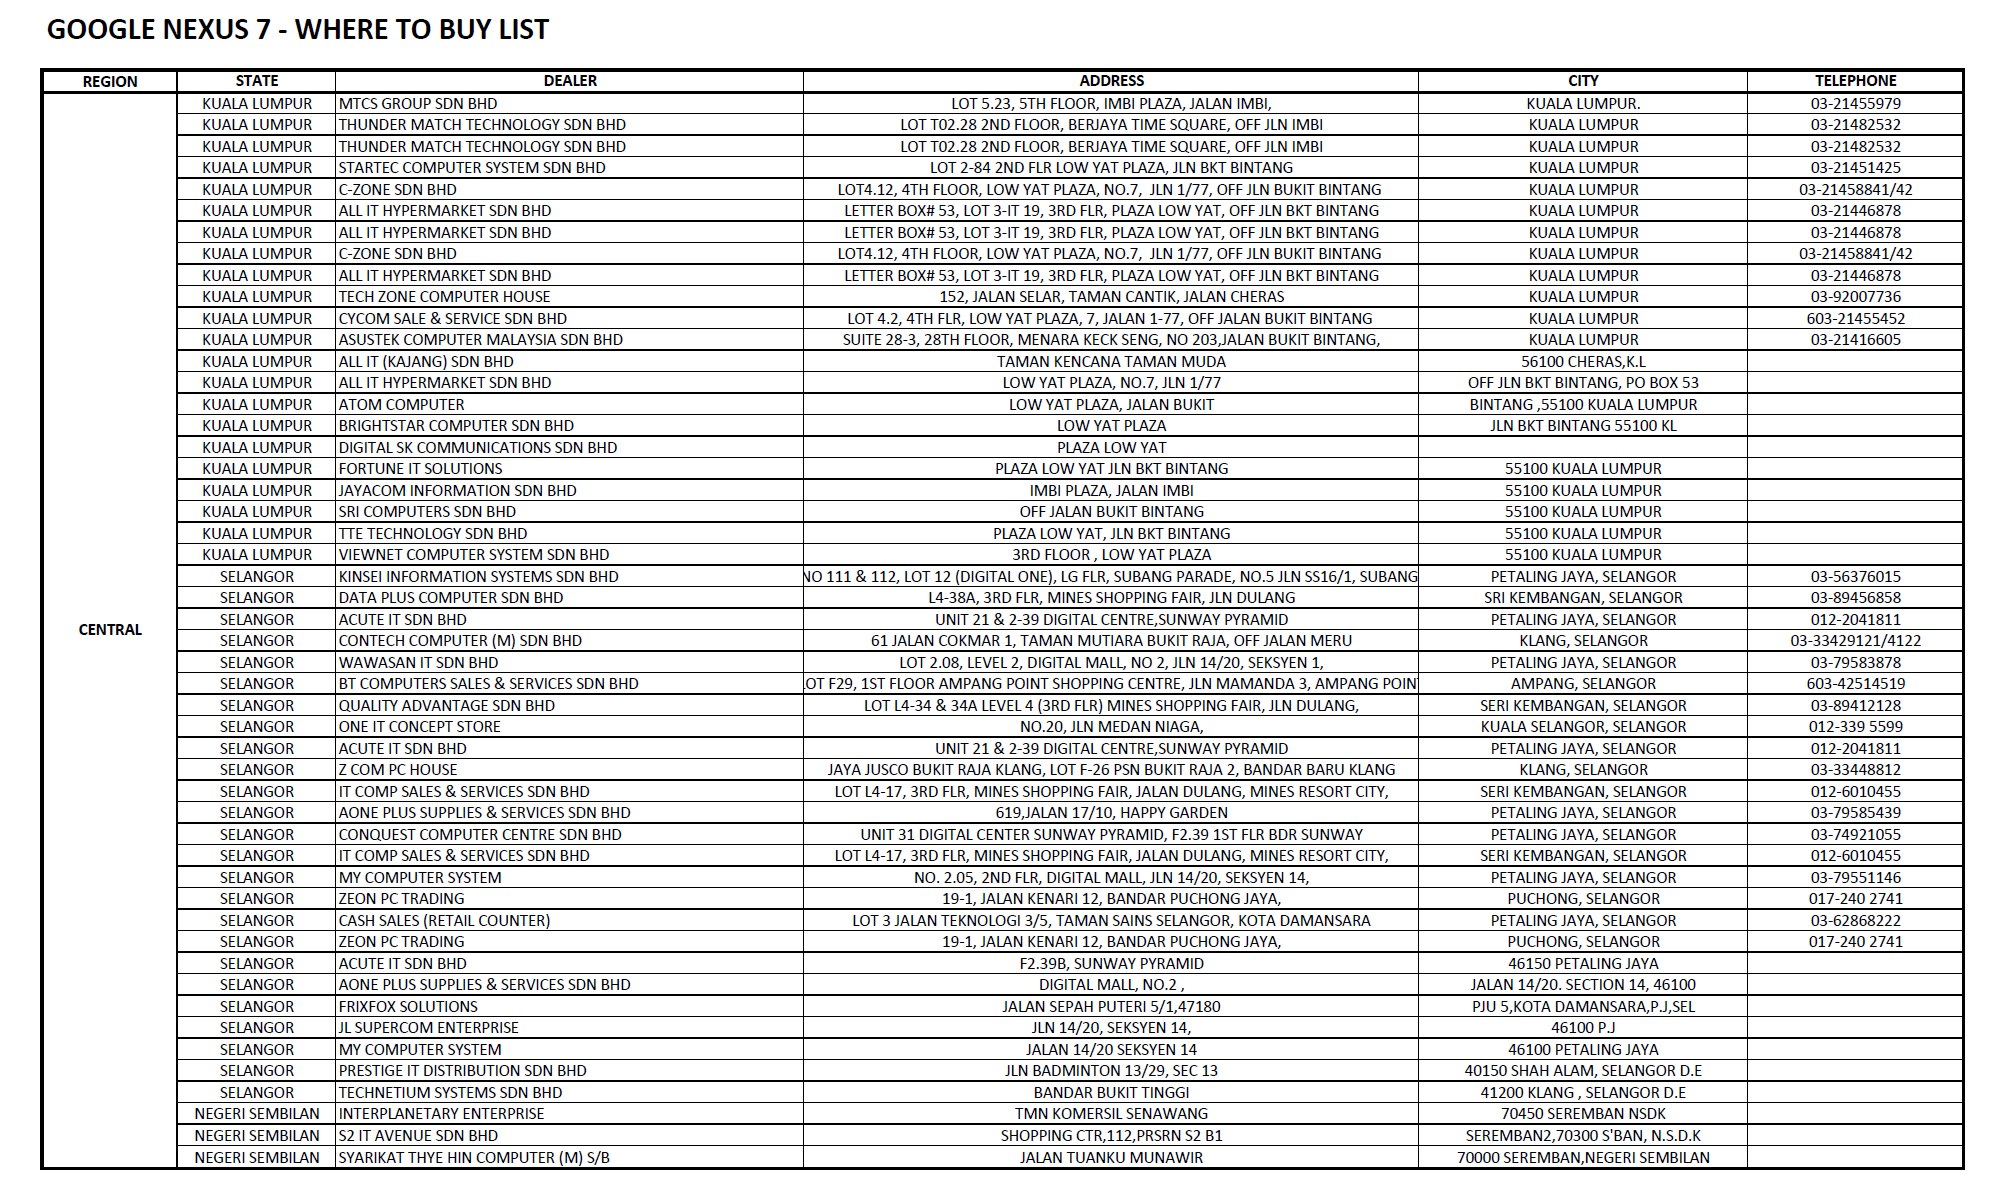 GOOGLE NEXUS 7 - WHERE TO BUY LIST
REGION STATE DEALER ADDRESS CITY TELEPHONE
KUALA LUMPUR MTCS GROUP SDN BHD LOT 5.23, 5TH FLOOR, IMBI PLAZA, JALAN IMBI, KUALA LUMPUR. 03-21455979
KUALA LUMPUR THUNDER MATCH TECHNOLOGY SDN BHD LOT T02.28 2ND FLOOR, BERJAYA TIME SQUARE, OFF JLN IMBI KUALA LUMPUR 03-21482532
KUALA LUMPUR THUNDER MATCH TECHNOLOGY SDN BHD LOT T02.28 2ND FLOOR, BERJAYA TIME SQUARE, OFF JLN IMBI KUALA LUMPUR 03-21482532
KUALA LUMPUR STARTEC COMPUTER SYSTEM SDN BHD LOT 2-84 2ND FLR LOW YAT PLAZA, JLN BKT BINTANG KUALA LUMPUR 03-21451425
KUALA LUMPUR C-ZONE SDN BHD LOT4.12, 4TH FLOOR, LOW YAT PLAZA, NO.7, JLN 1/77, OFF JLN BUKIT BINTANG KUALA LUMPUR 03-21458841/42
KUALA LUMPUR ALL IT HYPERMARKET SDN BHD LETTER BOX# 53, LOT 3-IT 19, 3RD FLR, PLAZA LOW YAT, OFF JLN BKT BINTANG KUALA LUMPUR 03-21446878
KUALA LUMPUR ALL IT HYPERMARKET SDN BHD LETTER BOX# 53, LOT 3-IT 19, 3RD FLR, PLAZA LOW YAT, OFF JLN BKT BINTANG KUALA LUMPUR 03-21446878
KUALA LUMPUR C-ZONE SDN BHD LOT4.12, 4TH FLOOR, LOW YAT PLAZA, NO.7, JLN 1/77, OFF JLN BUKIT BINTANG KUALA LUMPUR 03-21458841/42
KUALA LUMPUR ALL IT HYPERMARKET SDN BHD LETTER BOX# 53, LOT 3-IT 19, 3RD FLR, PLAZA LOW YAT, OFF JLN BKT BINTANG KUALA LUMPUR 03-21446878
KUALA LUMPUR TECH ZONE COMPUTER HOUSE 152, JALAN SELAR, TAMAN CANTIK, JALAN CHERAS KUALA LUMPUR 03-92007736
KUALA LUMPUR CYCOM SALE & SERVICE SDN BHD LOT 4.2, 4TH FLR, LOW YAT PLAZA, 7, JALAN 1-77, OFF JALAN BUKIT BINTANG KUALA LUMPUR 603-21455452
KUALA LUMPUR ASUSTEK COMPUTER MALAYSIA SDN BHD SUITE 28-3, 28TH FLOOR, MENARA KECK SENG, NO 203,JALAN BUKIT BINTANG, KUALA LUMPUR 03-21416605
KUALA LUMPUR ALL IT (KAJANG) SDN BHD TAMAN KENCANA TAMAN MUDA 56100 CHERAS,K.L
KUALA LUMPUR ALL IT HYPERMARKET SDN BHD LOW YAT PLAZA, NO.7, JLN 1/77 OFF JLN BKT BINTANG, PO BOX 53
KUALA LUMPUR ATOM COMPUTER LOW YAT PLAZA, JALAN BUKIT BINTANG ,55100 KUALA LUMPUR
KUALA LUMPUR BRIGHTSTAR COMPUTER SDN BHD LOW YAT PLAZA JLN BKT BINTANG 55100 KL
KUALA LUMPUR DIGITAL SK COMMUNICATIONS SDN BHD PLAZA LOW YAT
KUALA LUMPUR FORTUNE IT SOLUTIONS PLAZA LOW YAT JLN BKT BINTANG 55100 KUALA LUMPUR
KUALA LUMPUR JAYACOM INFORMATION SDN BHD IMBI PLAZA, JALAN IMBI 55100 KUALA LUMPUR
KUALA LUMPUR SRI COMPUTERS SDN BHD OFF JALAN BUKIT BINTANG 55100 KUALA LUMPUR
KUALA LUMPUR TTE TECHNOLOGY SDN BHD PLAZA LOW YAT, JLN BKT BINTANG 55100 KUALA LUMPUR
KUALA LUMPUR VIEWNET COMPUTER SYSTEM SDN BHD 3RD FLOOR , LOW YAT PLAZA 55100 KUALA LUMPUR
SELANGOR KINSEI INFORMATION SYSTEMS SDN BHD NO 111 & 112, LOT 12 (DIGITAL ONE), LG FLR, SUBANG PARADE, NO.5 JLN SS16/1, SUBANG PETALING JAYA, SELANGOR 03-56376015
SELANGOR DATA PLUS COMPUTER SDN BHD L4-38A, 3RD FLR, MINES SHOPPING FAIR, JLN DULANG SRI KEMBANGAN, SELANGOR 03-89456858
SELANGOR ACUTE IT SDN BHD UNIT 21 & 2-39 DIGITAL CENTRE,SUNWAY PYRAMID PETALING JAYA, SELANGOR 012-2041811
CENTRAL SELANGOR CONTECH COMPUTER (M) SDN BHD 61 JALAN COKMAR 1, TAMAN MUTIARA BUKIT RAJA, OFF JALAN MERU KLANG, SELANGOR 03-33429121/4122
SELANGOR WAWASAN IT SDN BHD LOT 2.08, LEVEL 2, DIGITAL MALL, NO 2, JLN 14/20, SEKSYEN 1, PETALING JAYA, SELANGOR 03-79583878
SELANGOR BT COMPUTERS SALES & SERVICES SDN BHD LOT F29, 1ST FLOOR AMPANG POINT SHOPPING CENTRE, JLN MAMANDA 3, AMPANG POINT AMPANG, SELANGOR 603-42514519
SELANGOR QUALITY ADVANTAGE SDN BHD LOT L4-34 & 34A LEVEL 4 (3RD FLR) MINES SHOPPING FAIR, JLN DULANG, SERI KEMBANGAN, SELANGOR 03-89412128
SELANGOR ONE IT CONCEPT STORE NO.20, JLN MEDAN NIAGA, KUALA SELANGOR, SELANGOR 012-339 5599
SELANGOR ACUTE IT SDN BHD UNIT 21 & 2-39 DIGITAL CENTRE,SUNWAY PYRAMID PETALING JAYA, SELANGOR 012-2041811
SELANGOR Z COM PC HOUSE JAYA JUSCO BUKIT RAJA KLANG, LOT F-26 PSN BUKIT RAJA 2, BANDAR BARU KLANG KLANG, SELANGOR 03-33448812
SELANGOR IT COMP SALES & SERVICES SDN BHD LOT L4-17, 3RD FLR, MINES SHOPPING FAIR, JALAN DULANG, MINES RESORT CITY, SERI KEMBANGAN, SELANGOR 012-6010455
SELANGOR AONE PLUS SUPPLIES & SERVICES SDN BHD 619,JALAN 17/10, HAPPY GARDEN PETALING JAYA, SELANGOR 03-79585439
SELANGOR CONQUEST COMPUTER CENTRE SDN BHD UNIT 31 DIGITAL CENTER SUNWAY PYRAMID, F2.39 1ST FLR BDR SUNWAY PETALING JAYA, SELANGOR 03-74921055
SELANGOR IT COMP SALES & SERVICES SDN BHD LOT L4-17, 3RD FLR, MINES SHOPPING FAIR, JALAN DULANG, MINES RESORT CITY, SERI KEMBANGAN, SELANGOR 012-6010455
SELANGOR MY COMPUTER SYSTEM NO. 2.05, 2ND FLR, DIGITAL MALL, JLN 14/20, SEKSYEN 14, PETALING JAYA, SELANGOR 03-79551146
SELANGOR ZEON PC TRADING 19-1, JALAN KENARI 12, BANDAR PUCHONG JAYA, PUCHONG, SELANGOR 017-240 2741
SELANGOR CASH SALES (RETAIL COUNTER) LOT 3 JALAN TEKNOLOGI 3/5, TAMAN SAINS SELANGOR, KOTA DAMANSARA PETALING JAYA, SELANGOR 03-62868222
SELANGOR ZEON PC TRADING 19-1, JALAN KENARI 12, BANDAR PUCHONG JAYA, PUCHONG, SELANGOR 017-240 2741
SELANGOR ACUTE IT SDN BHD F2.39B, SUNWAY PYRAMID 46150 PETALING JAYA
SELANGOR AONE PLUS SUPPLIES & SERVICES SDN BHD DIGITAL MALL, NO.2 , JALAN 14/20. SECTION 14, 46100
SELANGOR FRIXFOX SOLUTIONS JALAN SEPAH PUTERI 5/1,47180 PJU 5,KOTA DAMANSARA,P.J,SEL
SELANGOR JL SUPERCOM ENTERPRISE JLN 14/20, SEKSYEN 14, 46100 P.J
SELANGOR MY COMPUTER SYSTEM JALAN 14/20 SEKSYEN 14 46100 PETALING JAYA
SELANGOR PRESTIGE IT DISTRIBUTION SDN BHD JLN BADMINTON 13/29, SEC 13 40150 SHAH ALAM, SELANGOR D.E
SELANGOR TECHNETIUM SYSTEMS SDN BHD BANDAR BUKIT TINGGI 41200 KLANG , SELANGOR D.E
NEGERI SEMBILAN INTERPLANETARY ENTERPRISE TMN KOMERSIL SENAWANG 70450 SEREMBAN NSDK
NEGERI SEMBILAN S2 IT AVENUE SDN BHD SHOPPING CTR,112,PRSRN S2 B1 SEREMBAN2,70300 S'BAN, N.S.D.K
NEGERI SEMBILAN SYARIKAT THYE HIN COMPUTER (M) S/B JALAN TUANKU MUNAWIR 70000 SEREMBAN,NEGERI SEMBILAN